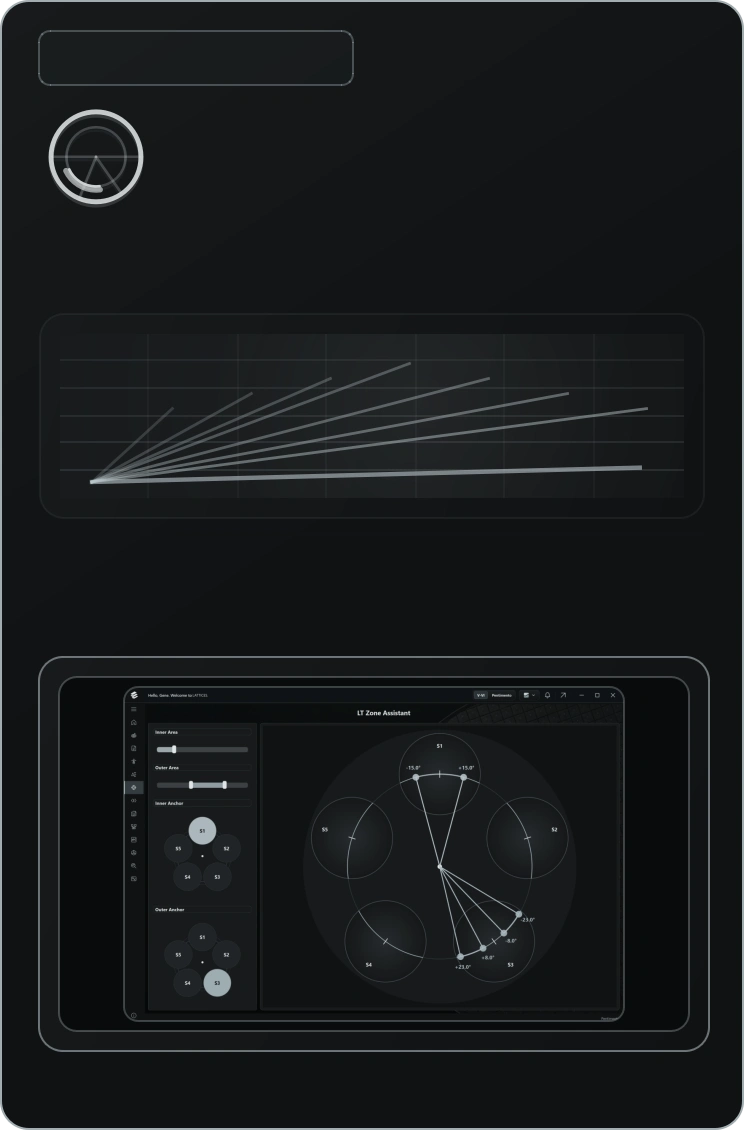 Hello, Gene. Welcome to LATTICES.
Pentimento
LT Zone Assistant
Inner Area
Outer Area
Inner Anchor
S1
S5
S2
S4
S3
Outer Anchor
S1
S5
S2
S4
S3
S1
-15.0°
+15.0°
S5
S2
-23.0°
-8.0°
+8.0°
S4
S3
+23.0°